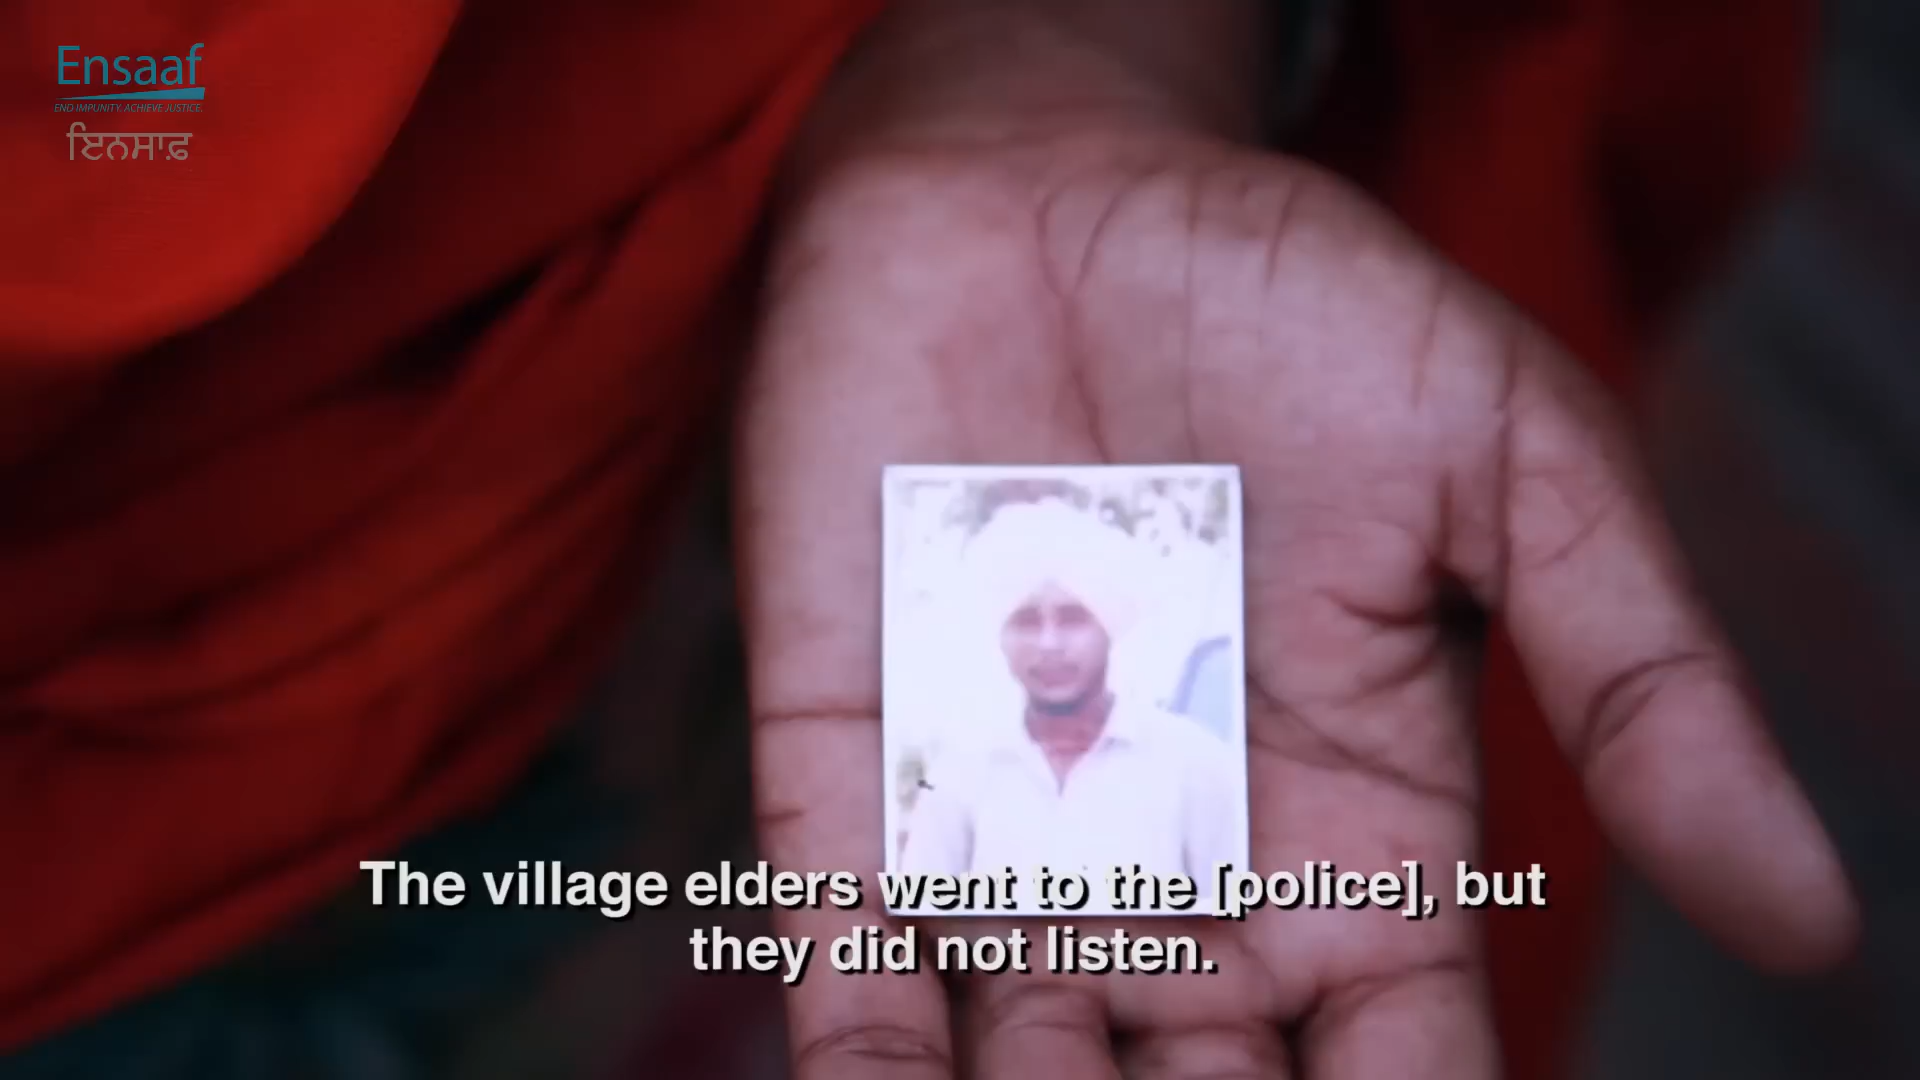 Ensaaf
END IMPUNITY. ACHIEVE JUSTICE.
ਇਨਸਾਫ਼
The village elders went to the [police], but
they did not listen.